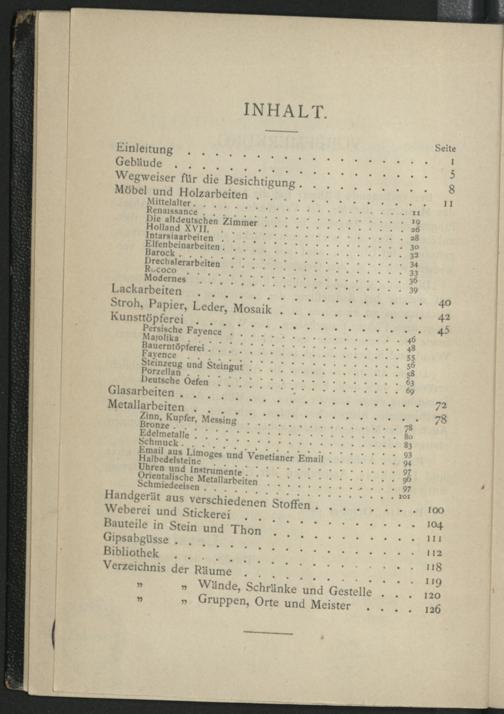 INHALT.
Seite
Einleitung . . . . . . . . . . . . . . 1
Gebäude . . . . . . . . . . . . . . 5
Wegweiser für die Besichtigung . . . . . . . 8
Möbel und Holzarbeiten . . . . . . . . . 11
Mittelalter . . . . . . . . . . . . 11
Renaissance . . . . . . . . . . . . 19
Die altdeutschen Zimmer . . . . . . . . 26
Holland XVII. . . . . . . . . . . . 28
Intarsiaarbeiten . . . . . . . . . . . 30
Elfenbeinarbeiten . . . . . . . . . . . 32
Barock . . . . . . . . . . . . . 34
Drechslerarbeiten . . . . . . . . . . . 33
Rococo . . . . . . . . . . . . . 36
Modernes . . . . . . . . . . . . . 39
Lackarbeiten . . . . . . . . . . . . . 40
Stroh, Papier, Leder, Mosaik . . . . . . . . 42
Kunsttöpferei . . . . . . . . . . . . . 45
Persische Fayence . . . . . . . . . . 46
Majolika . . . . . . . . . . . . . 48
Bauerntöpferei . . . . . . . . . . . . 55
Fayence . . . . . . . . . . . . . 56
Steinzeug und Steingut . . . . . . . . . 58
Porzellan . . . . . . . . . . . . . 63
Deutsche Oefen . . . . . . . . . . . 69
Glasarbeiten . . . . . . . . . . . . . 72
Metallarbeiten . . . . . . . . . . . . . 78
Zinn, Kupfer, Messing . . . . . . . . . 78
Bronze . . . . . . . . . . . . . 80
Edelmetalle . . . . . . . . . . . . 83
Schmuck . . . . . . . . . . . . . 93
Email aus Limoges und Venetianer Email . . . . 94
Halbedelsteine . . . . . . . . . . . 97
Uhren und Instrumente . . . . . . . . . 96
Orientalische Metallarbeiten . . . . . . . . 97
Schmiedeeisen . . . . . . . . . . . . 101
Handgerät aus verschiedenen Stoffen . . . . . . 100
Weberei und Stickerei . . . . . . . . . . 104
Bauteile in Stein und Thon . . . . . . . . 111
Gipsabgüsse . . . . . . . . . . . . . 112
Bibliothek . . . . . . . . . . . . . 118
Verzeichnis der Räume . . . . . . . . . 119
„ „ Wände, Schränke und Gestelle . . . 120
„ „ Gruppen, Orte und Meister . . . . 126